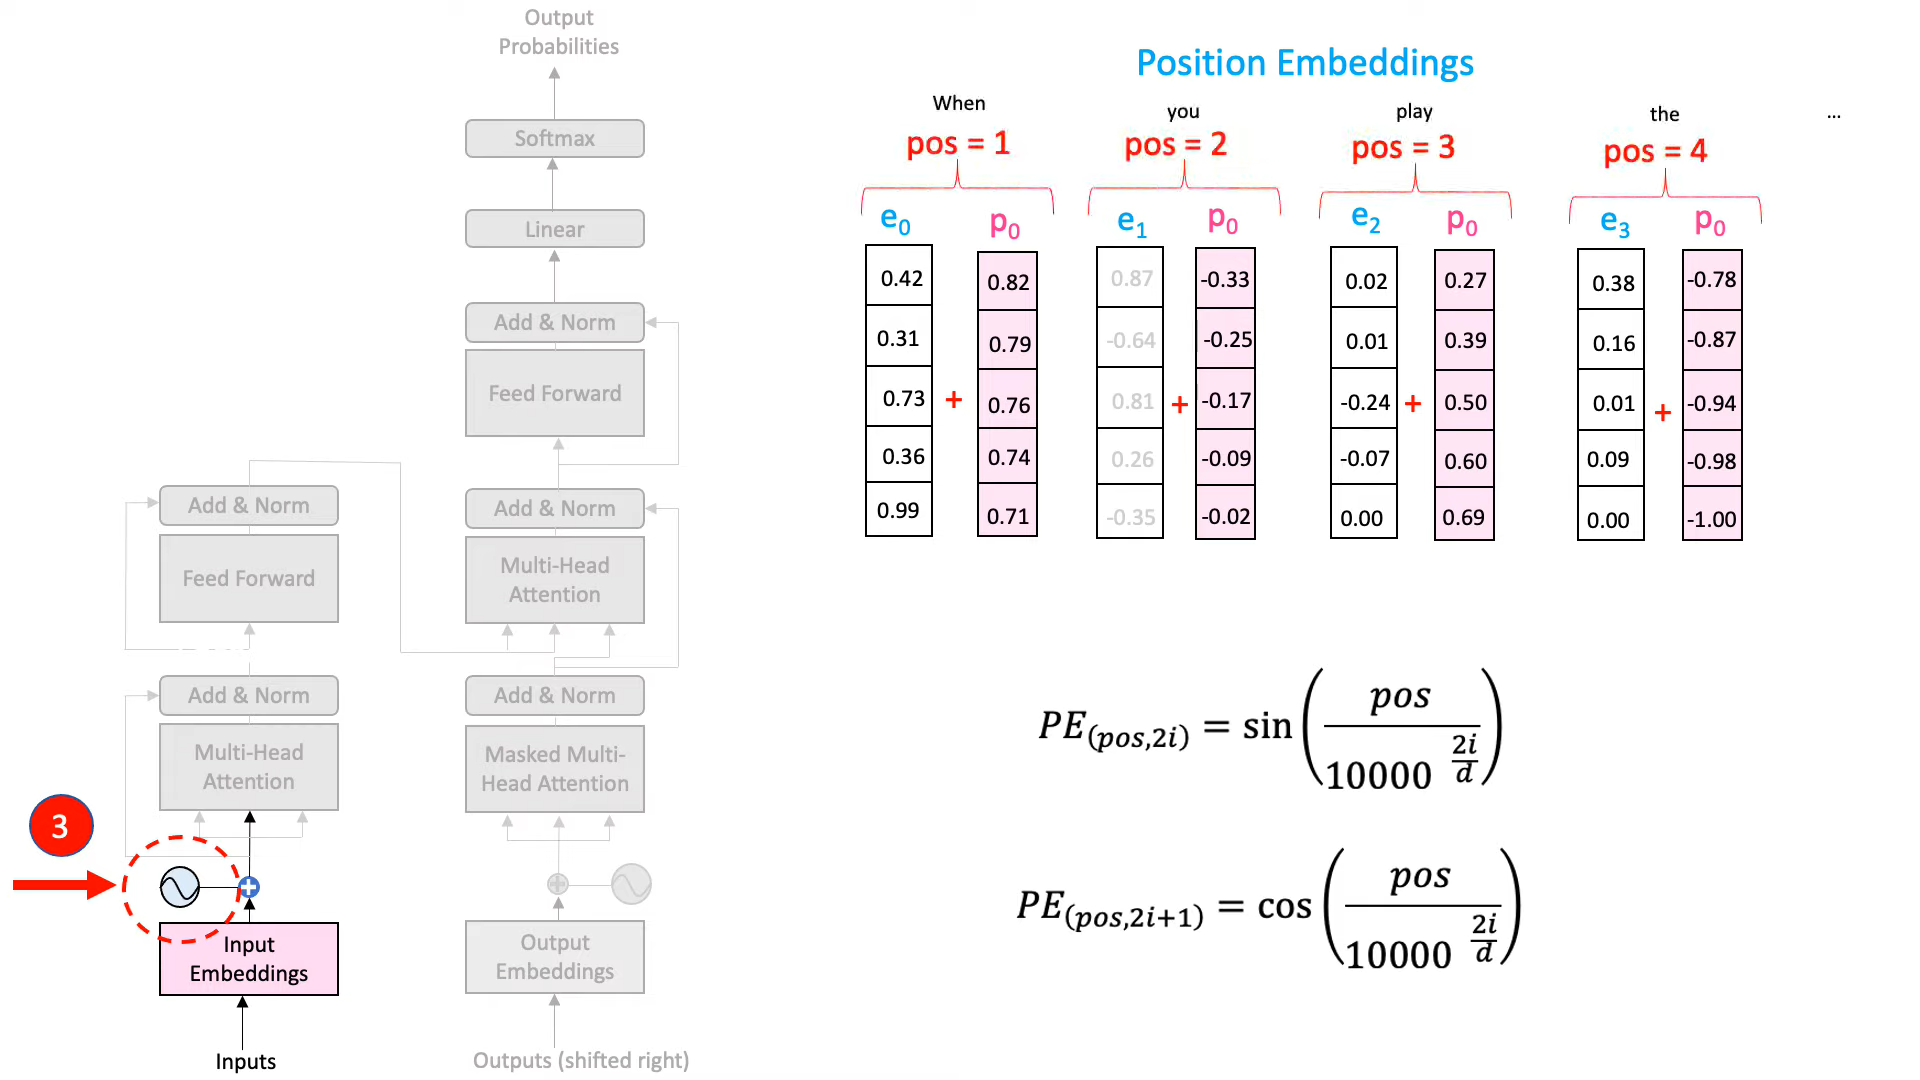 Output
Probabilities
Softmax
Linear
Add & Norm
Feed Forward
Add & Norm
Multi-Head
Attention
Add & Norm
Masked Multi-
Head Attention
Output
Embeddings
Outputs (shifted right)
Add & Norm
Feed Forward
Add & Norm
Multi-Head
Attention
3
Input
Embeddings
Inputs
Position Embeddings
When you play the ...
pos = 1 pos = 2 pos = 3 pos = 4
e₀ p₀ e₁ p₀ e₂ p₀ e₃ p₀
0.42 0.82 0.87 -0.33 0.02 0.27 0.38 -0.78
0.31 0.79 -0.64 -0.25 0.01 0.39 0.16 -0.87
0.73 + 0.76 0.81 + -0.17 -0.24 + 0.50 0.01 + -0.94
0.36 0.74 0.26 -0.09 -0.07 0.60 0.09 -0.98
0.99 0.71 -0.35 -0.02 0.00 0.69 0.00 -1.00
PE(pos,2i) = sin(pos / 10000^(2i/d))
PE(pos,2i+1) = cos(pos / 10000^(2i/d))